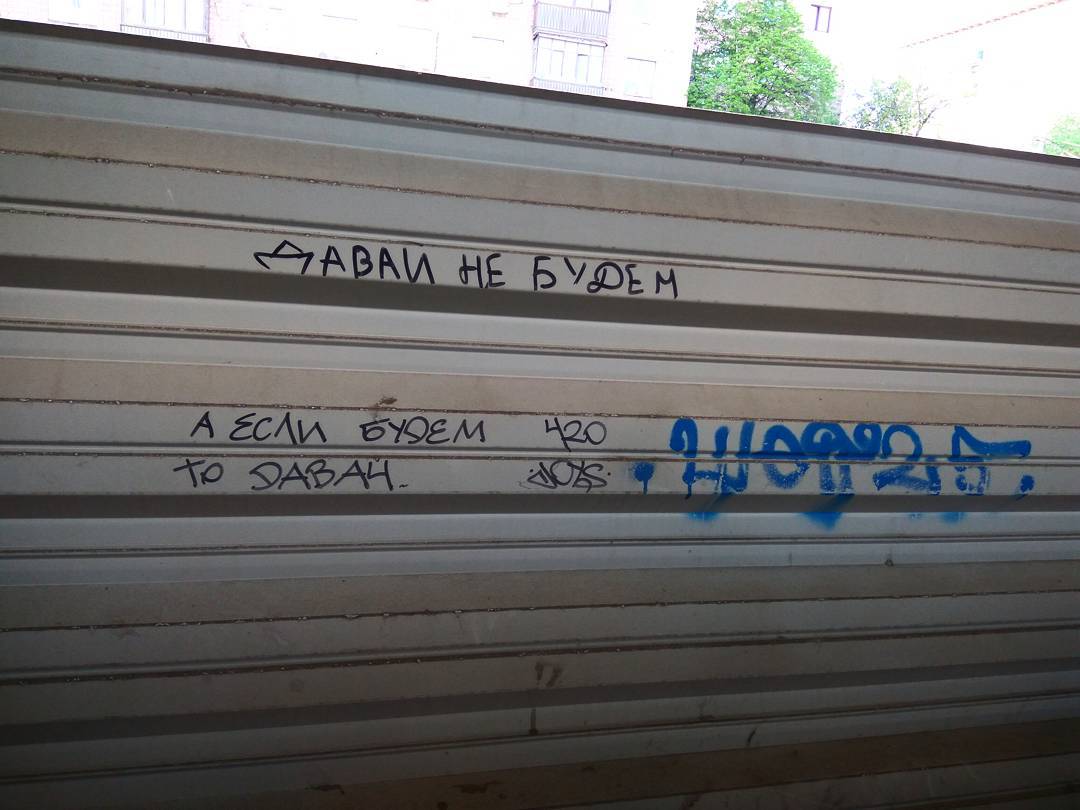 ДАВАЙ НЕ БУДЕМ
А ЕСЛИ БУДЕМ 420
ТО ДАВАЙ.